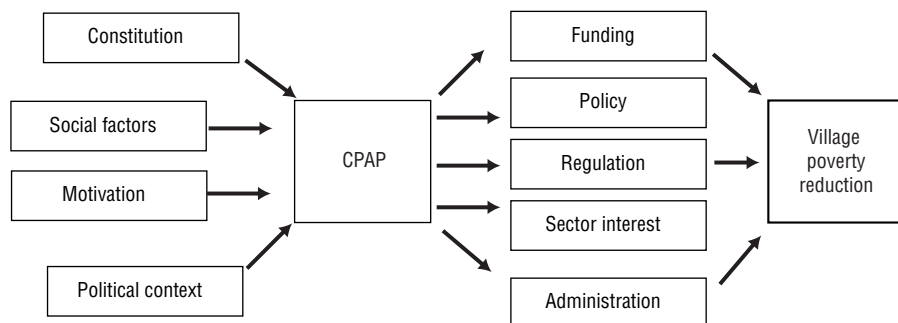 Constitution
Social factors
Motivation
Political context
CPAP
Funding
Policy
Regulation
Sector interest
Administration
Village
poverty
reduction